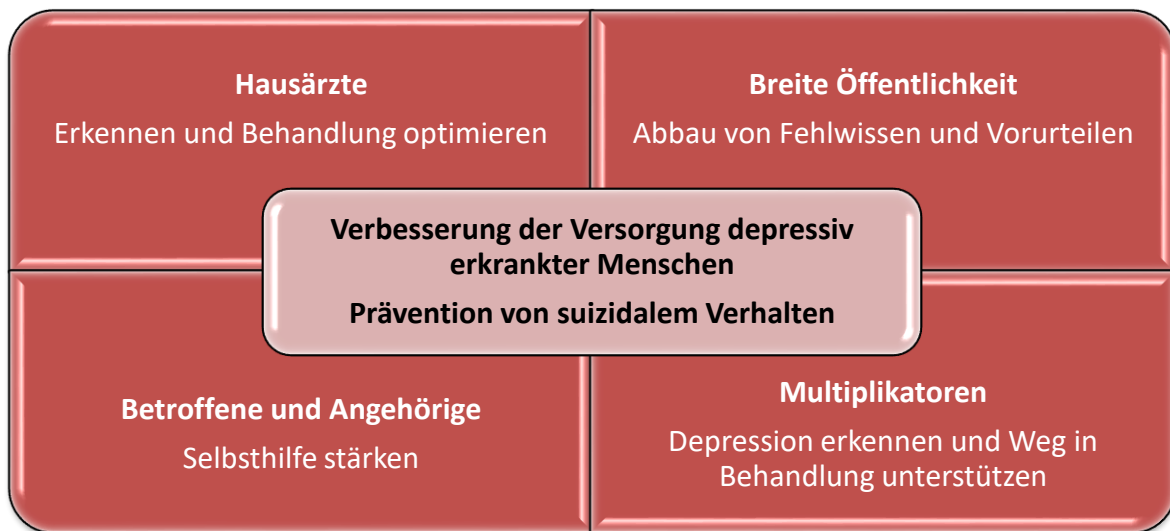 Hausärzte
Erkennen und Behandlung optimieren
Breite Öffentlichkeit
Abbau von Fehlwissen und Vorurteilen
Verbesserung der Versorgung depressiv
erkrankter Menschen
Prävention von suizidalem Verhalten
Betroffene und Angehörige
Selbsthilfe stärken
Multiplikatoren
Depression erkennen und Weg in
Behandlung unterstützen